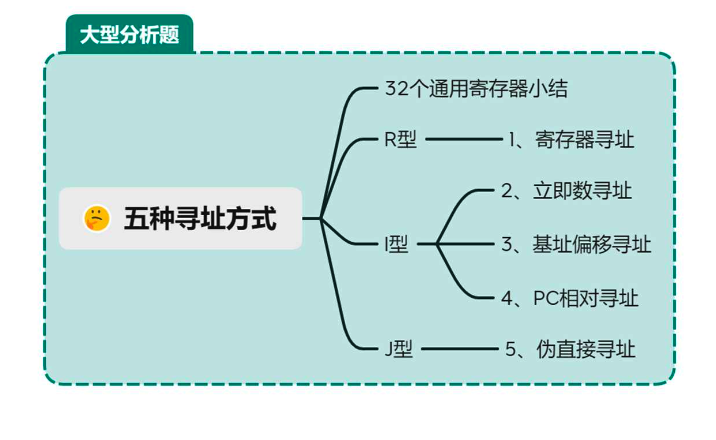 大型分析题
32个通用寄存器小结
R型
1、寄存器寻址
五种寻址方式
2、立即数寻址
I型
3、基址偏移寻址
4、PC相对寻址
J型
5、伪直接寻址